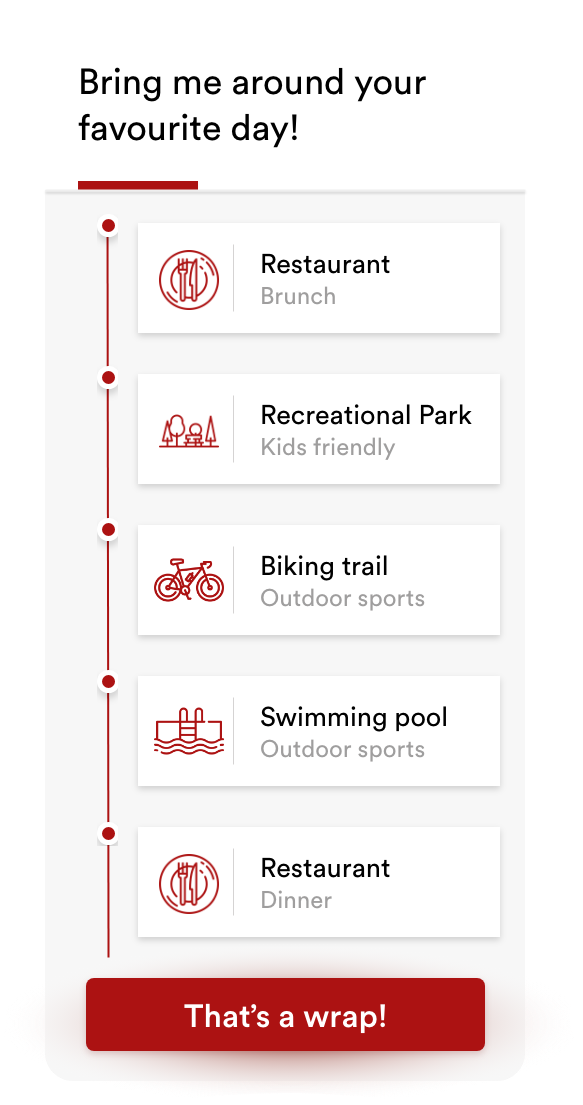 Bring me around your
favourite day!
Restaurant
Brunch
Recreational Park
Kids friendly
Biking trail
Outdoor sports
Swimming pool
Outdoor sports
Restaurant
Dinner
That’s a wrap!